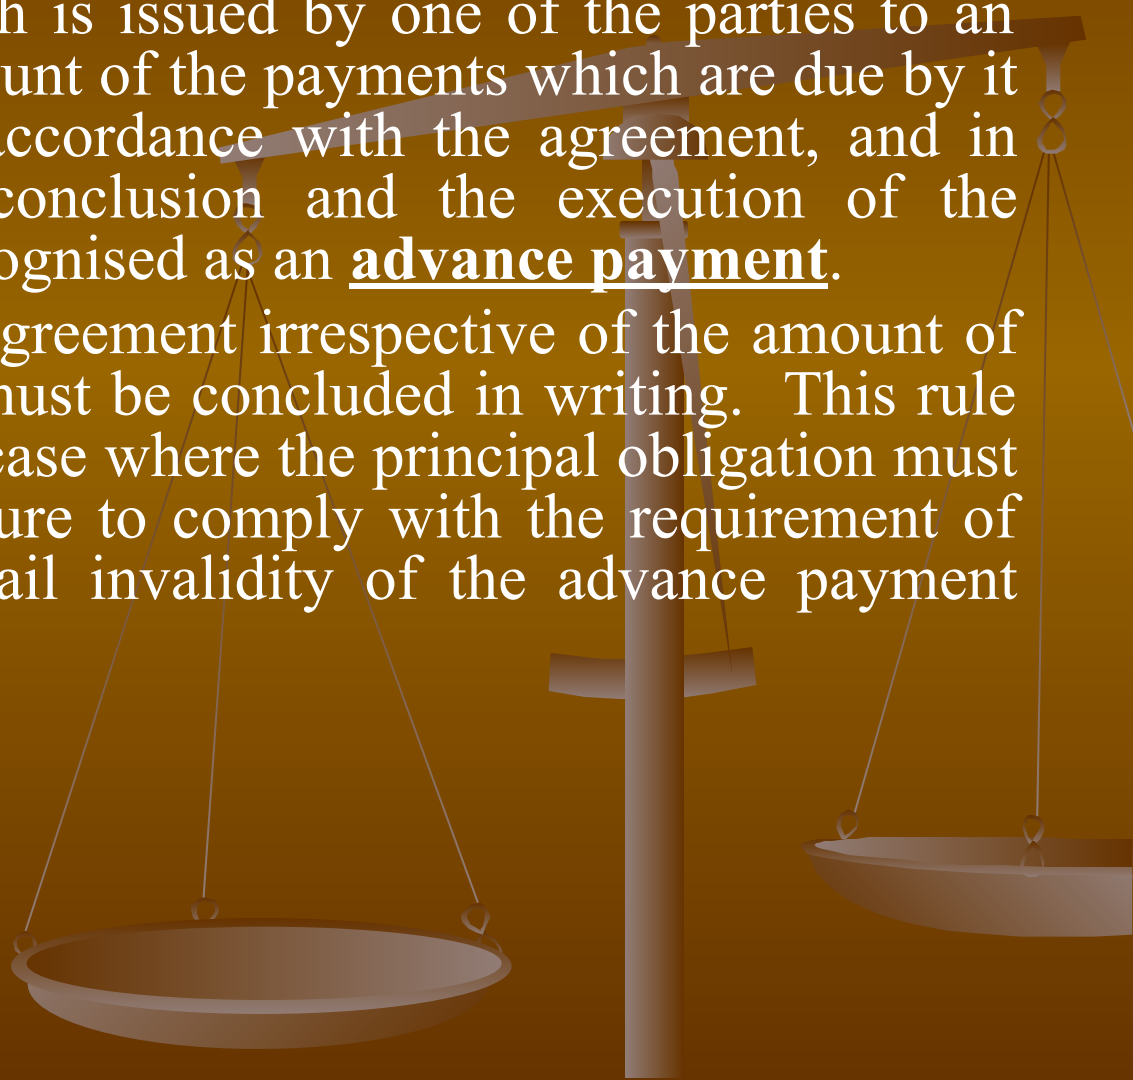 h is issued by one of the parties to an
unt of the payments which are due by it
accordance with the agreement, and in
conclusion and the execution of the
ognised as an advance payment.
greement irrespective of the amount of
must be concluded in writing. This rule
case where the principal obligation must
ure to comply with the requirement of
ail invalidity of the advance payment